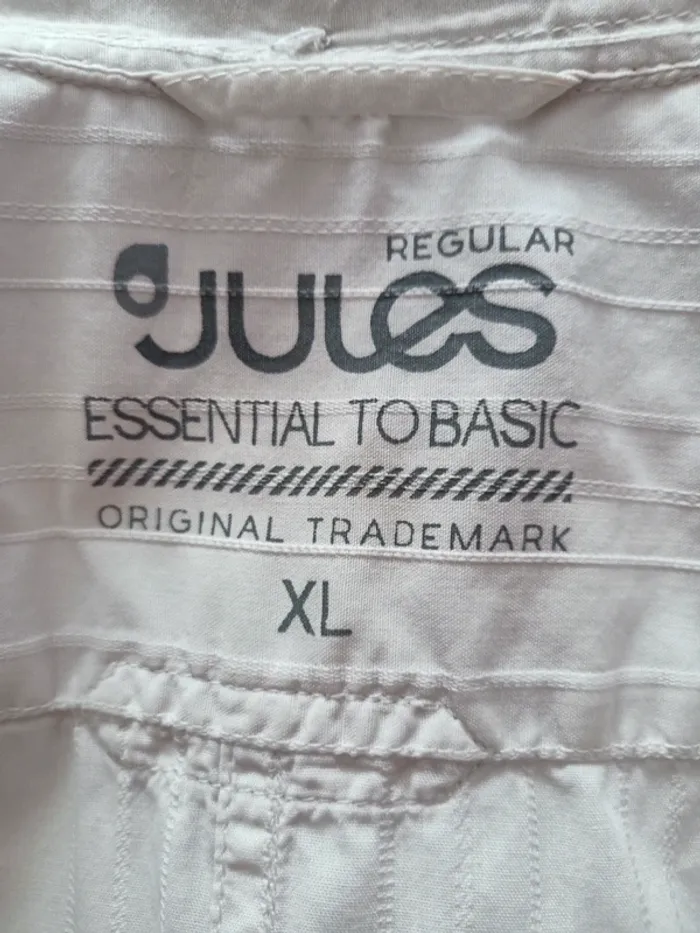 REGULAR
JULES
ESSENTIAL TO BASIC
ORIGINAL TRADEMARK
XL